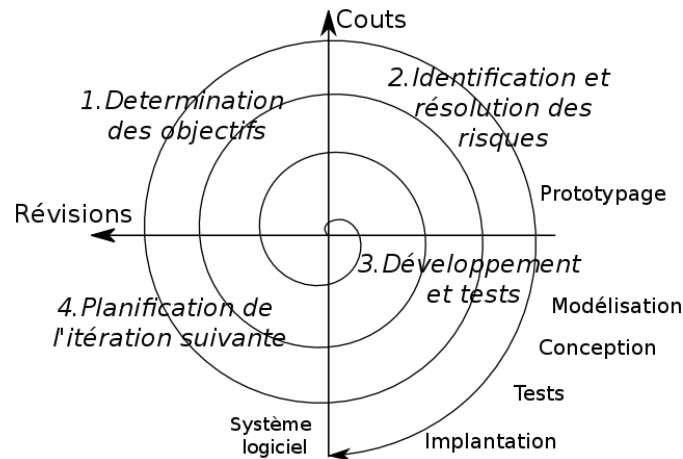 Couts
1.Determination
des objectifs
2.Identification et
résolution des
risques
Prototypage
Révisions
3.Développement
et tests
4.Planification de
l'itération suivante
Modélisation
Conception
Tests
Implantation
Système
logiciel